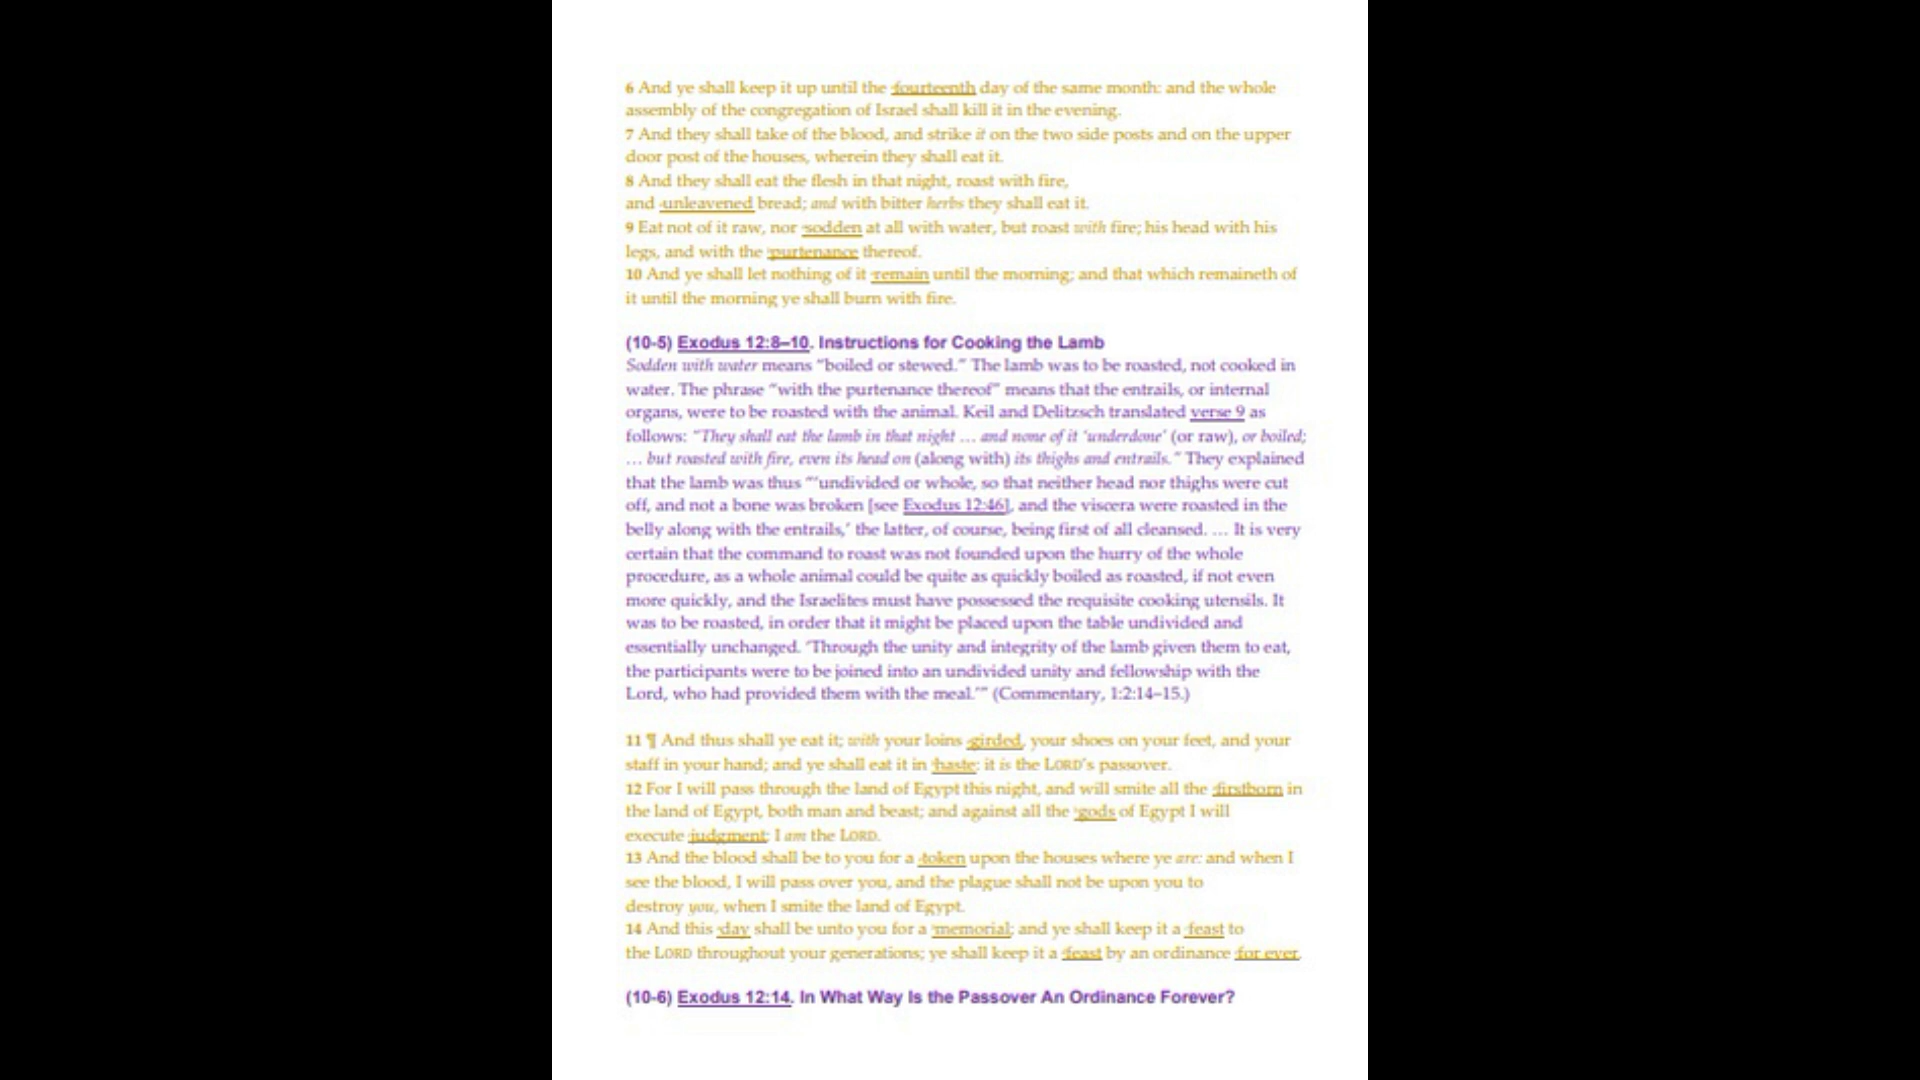 6 And ye shall keep it up until the fourteenth day of the same month: and the whole
assembly of the congregation of Israel shall kill it in the evening.
7 And they shall take of the blood, and strike it on the two side posts and on the upper
door post of the houses, wherein they shall eat it.
8 And they shall eat the flesh in that night, roast with fire,
and unleavened bread; and with bitter herbs they shall eat it.
9 Eat not of it raw, nor sodden at all with water, but roast with fire; his head with his
legs, and with the purtenance thereof.
10 And ye shall let nothing of it remain until the morning; and that which remaineth of
it until the morning ye shall burn with fire.
(10-5) Exodus 12:8–10. Instructions for Cooking the Lamb
Sodden with water means “boiled or stewed.” The lamb was to be roasted, not cooked in
water. The phrase “with the purtenance thereof” means that the entrails, or internal
organs, were to be roasted with the animal. Keil and Delitzsch translated verse 9 as
follows: “They shall eat the lamb in that night … and none of it ‘underdone’ (or raw), or boiled;
… but roasted with fire, even its head on (along with) its thighs and entrails.” They explained
that the lamb was thus “‘undivided or whole, so that neither head nor thighs were cut
off, and not a bone was broken [see Exodus 12:46], and the viscera were roasted in the
belly along with the entrails,’ the latter, of course, being first of all cleansed. … It is very
certain that the command to roast was not founded upon the hurry of the whole
procedure, as a whole animal could be quite as quickly boiled as roasted, if not even
more quickly, and the Israelites must have possessed the requisite cooking utensils. It
was to be roasted, in order that it might be placed upon the table undivided and
essentially unchanged. ‘Through the unity and integrity of the lamb given them to eat,
the participants were to be joined into an undivided unity and fellowship with the
Lord, who had provided them with the meal.’” (Commentary, 1:2:14–15.)
11 ¶ And thus shall ye eat it; with your loins girded, your shoes on your feet, and your
staff in your hand; and ye shall eat it in haste: it is the LORD’s passover.
12 For I will pass through the land of Egypt this night, and will smite all the firstborn in
the land of Egypt, both man and beast; and against all the gods of Egypt I will
execute judgment: I am the LORD.
13 And the blood shall be to you for a token upon the houses where ye are: and when I
see the blood, I will pass over you, and the plague shall not be upon you to
destroy you, when I smite the land of Egypt.
14 And this day shall be unto you for a memorial; and ye shall keep it a feast to
the LORD throughout your generations; ye shall keep it a feast by an ordinance for ever.
(10-6) Exodus 12:14. In What Way Is the Passover An Ordinance Forever?